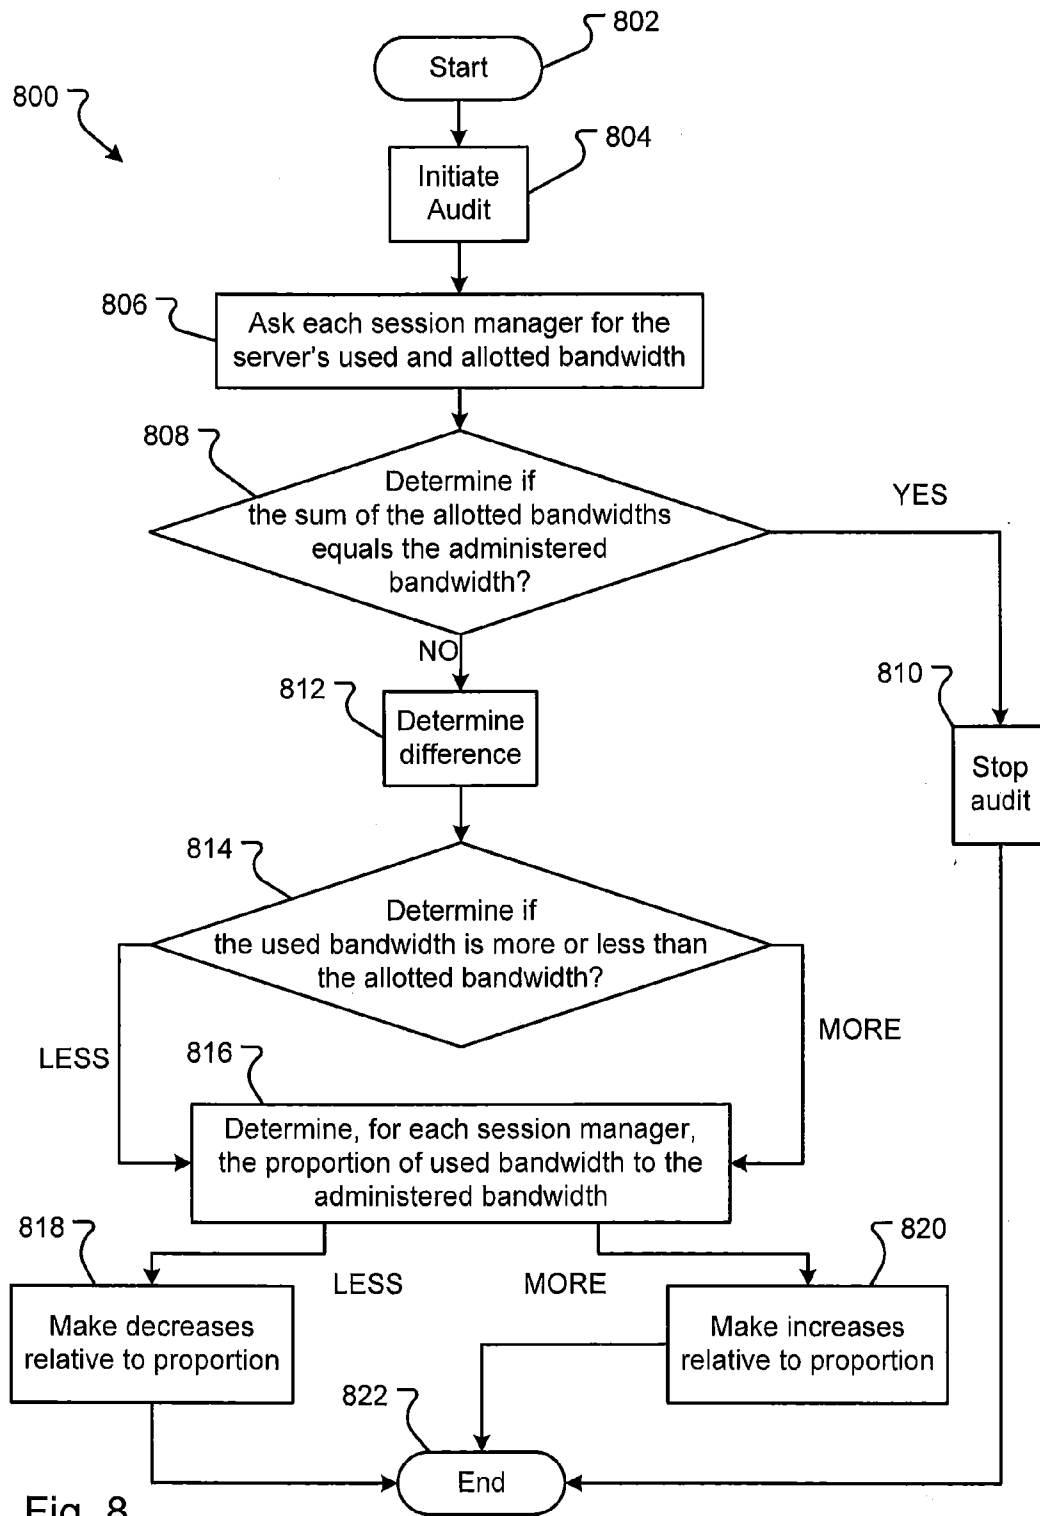 802
Start
800
804
Initiate
Audit
806
Ask each session manager for the
server's used and allotted bandwidth
808
Determine if
the sum of the allotted bandwidths
equals the administered
bandwidth?
YES
NO
810
812
Determine
difference
Stop
audit
814
Determine if
the used bandwidth is more or less than
the allotted bandwidth?
LESS
MORE
816
Determine, for each session manager,
the proportion of used bandwidth to the
administered bandwidth
818
820
LESS
MORE
Make decreases
relative to proportion
Make increases
relative to proportion
822
End
Fig. 8